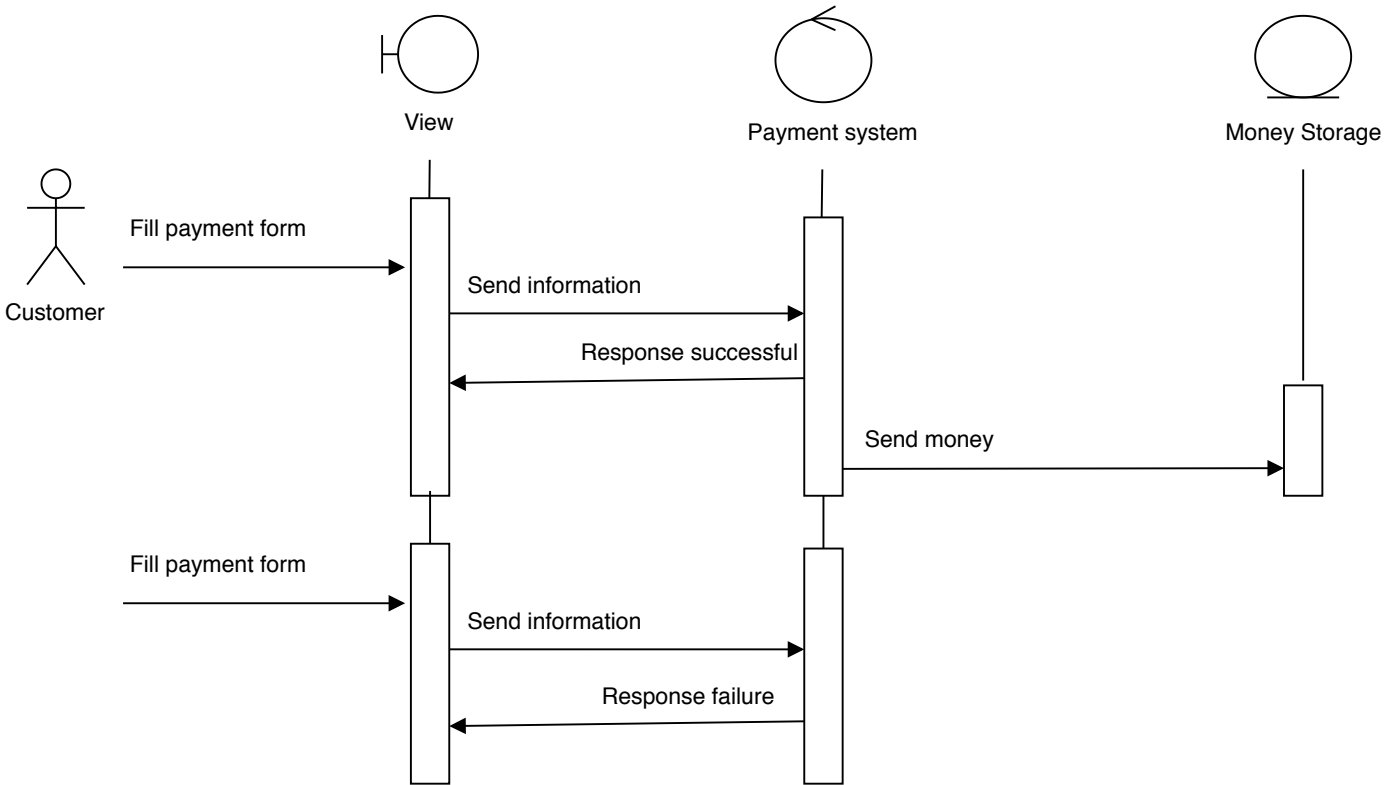 View
Payment system
Money Storage
Customer
Fill payment form
Send information
Response successful
Send money
Fill payment form
Send information
Response failure